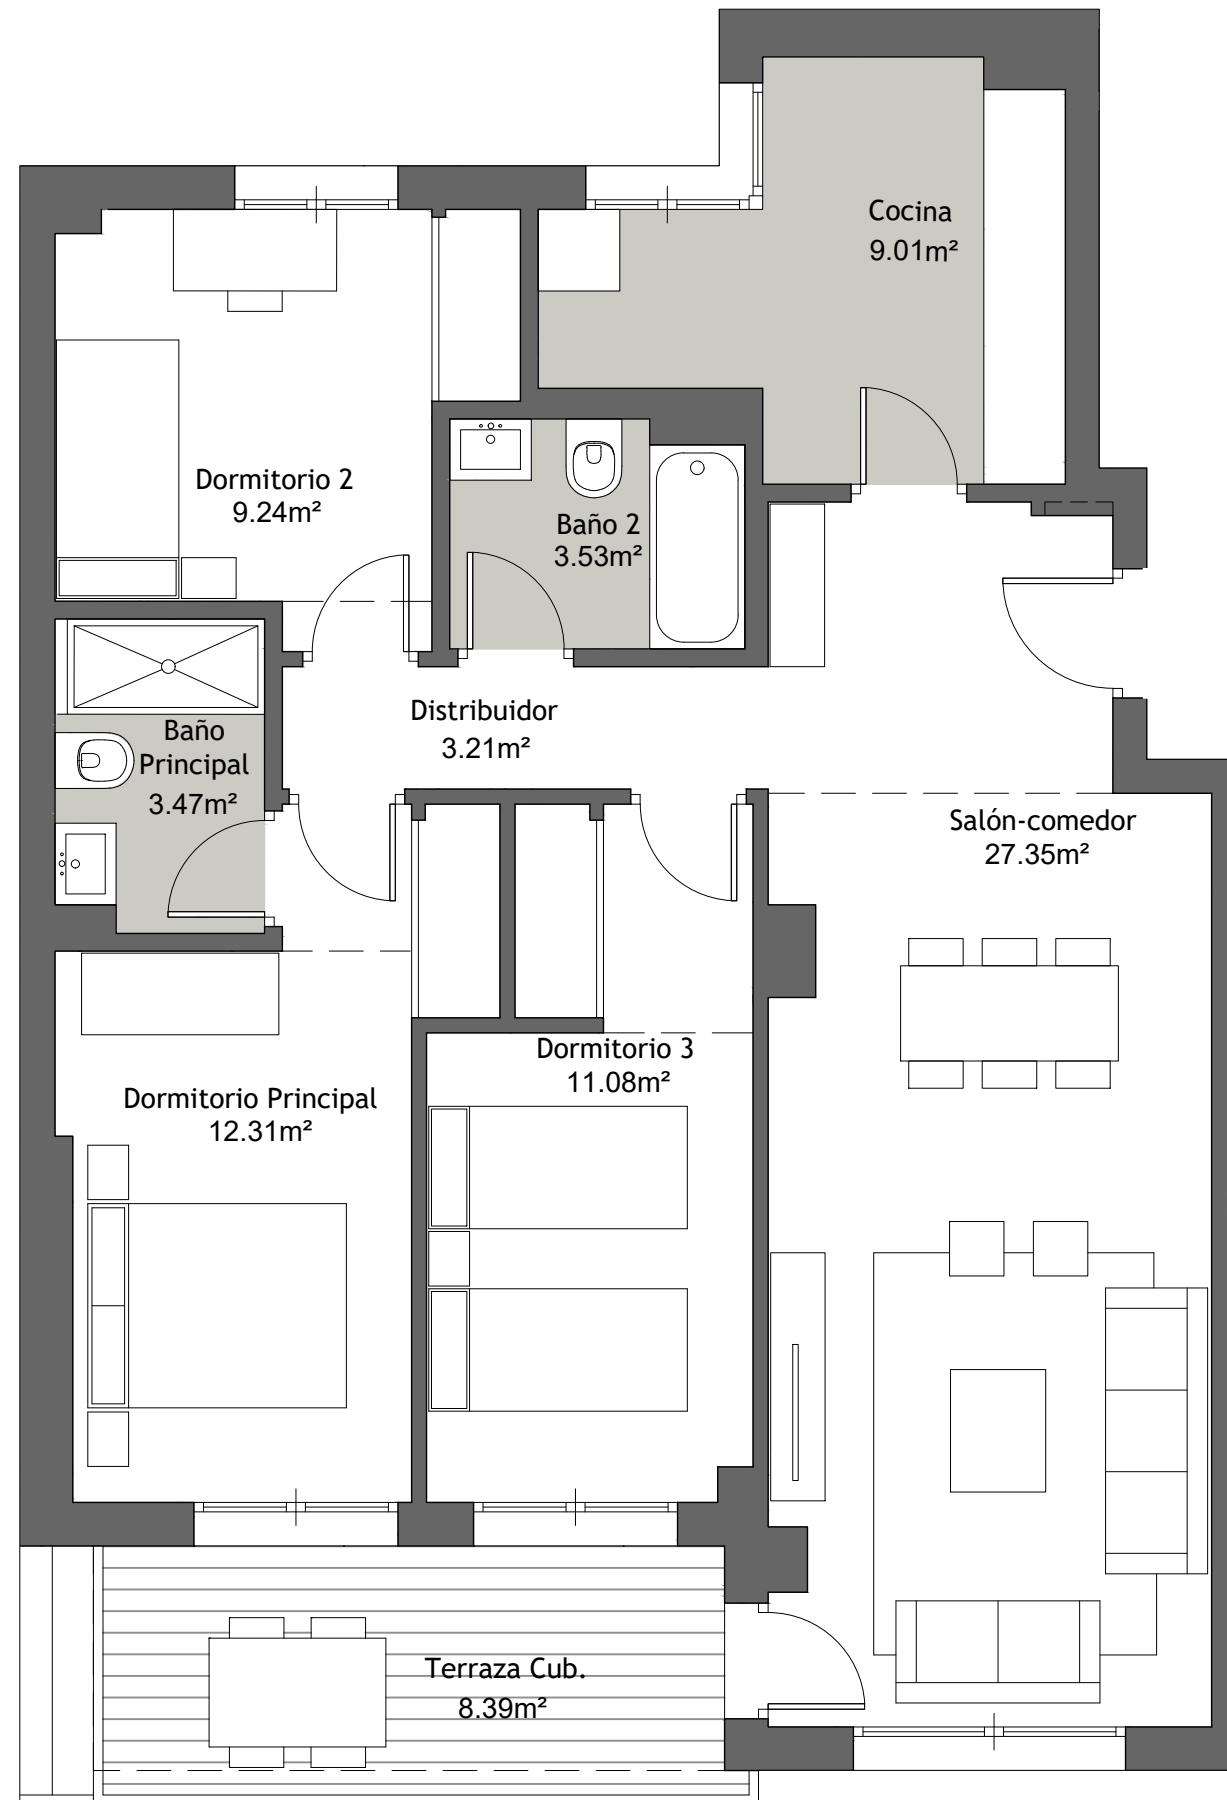 Cocina
9.01m²
Dormitorio 2
9.24m²
Baño 2
3.53m²
Distribuidor
3.21m²
Baño
Principal
3.47m²
Salón-comedor
27.35m²
Dormitorio 3
11.08m²
Dormitorio Principal
12.31m²
Terraza Cub.
8.39m²